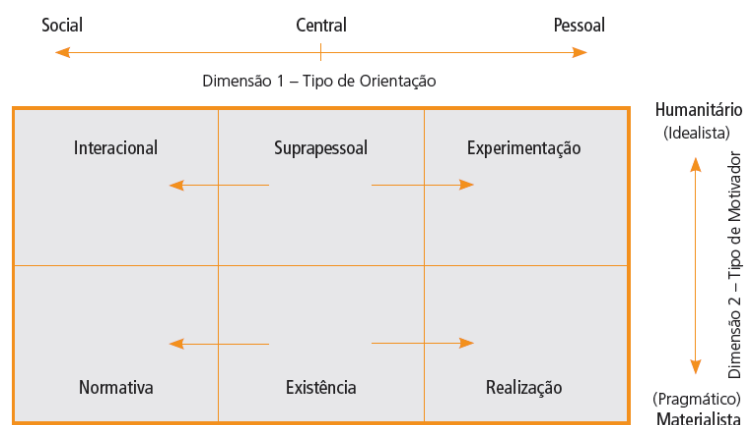 Social Central Pessoal
Dimensão 1 – Tipo de Orientação
Humanitário
(Idealista)
Interacional Suprapessoal Experimentação
Dimensão 2 – Tipo de Motivador
Normativa Existência Realização
(Pragmático)
Materialista